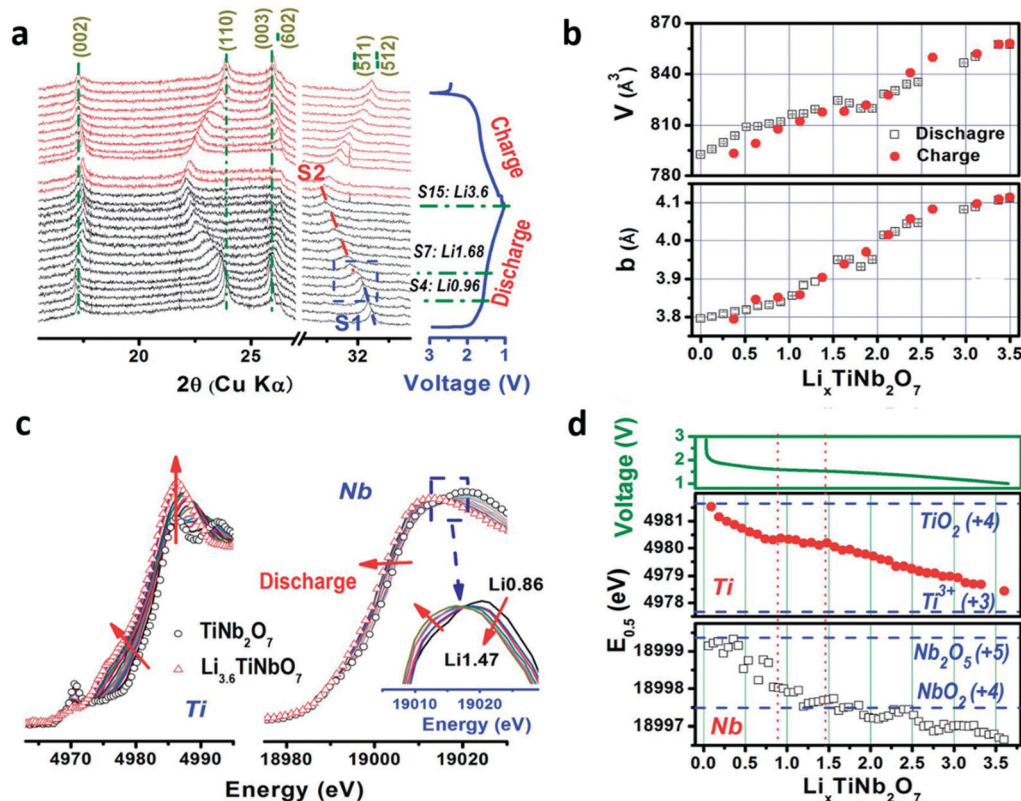 a
(002)
(110)
(003)
(602)
(511)
(512)
S2
S1
S15: Li3.6
S7: Li1.68
S4: Li0.96
Charge
Discharge
20
26
32
2θ (Cu Kα)
3 2 1
Voltage (V)
b
870
840
810
780
V (Å³)
Dischagre
Charge
4.1
4.0
3.9
3.8
b (Å)
0.0 0.5 1.0 1.5 2.0 2.5 3.0 3.5
LiₓTiNb₂O₇
c
Nb
Discharge
Li0.86
Li1.47
19010 19020
Energy (eV)
TiNb₂O₇
Li₃.₆TiNbO₇
Ti
4970 4980 4990
18980 19000 19020
Energy (eV)
d
3
2
1
Voltage (V)
4981
4980
4979
4978
TiO₂ (+4)
Ti
Ti³⁺ (+3)
E₀.₅ (eV)
18999
18998
18997
Nb₂O₅ (+5)
NbO₂ (+4)
Nb
0.0 0.5 1.0 1.5 2.0 2.5 3.0 3.5
LiₓTiNb₂O₇